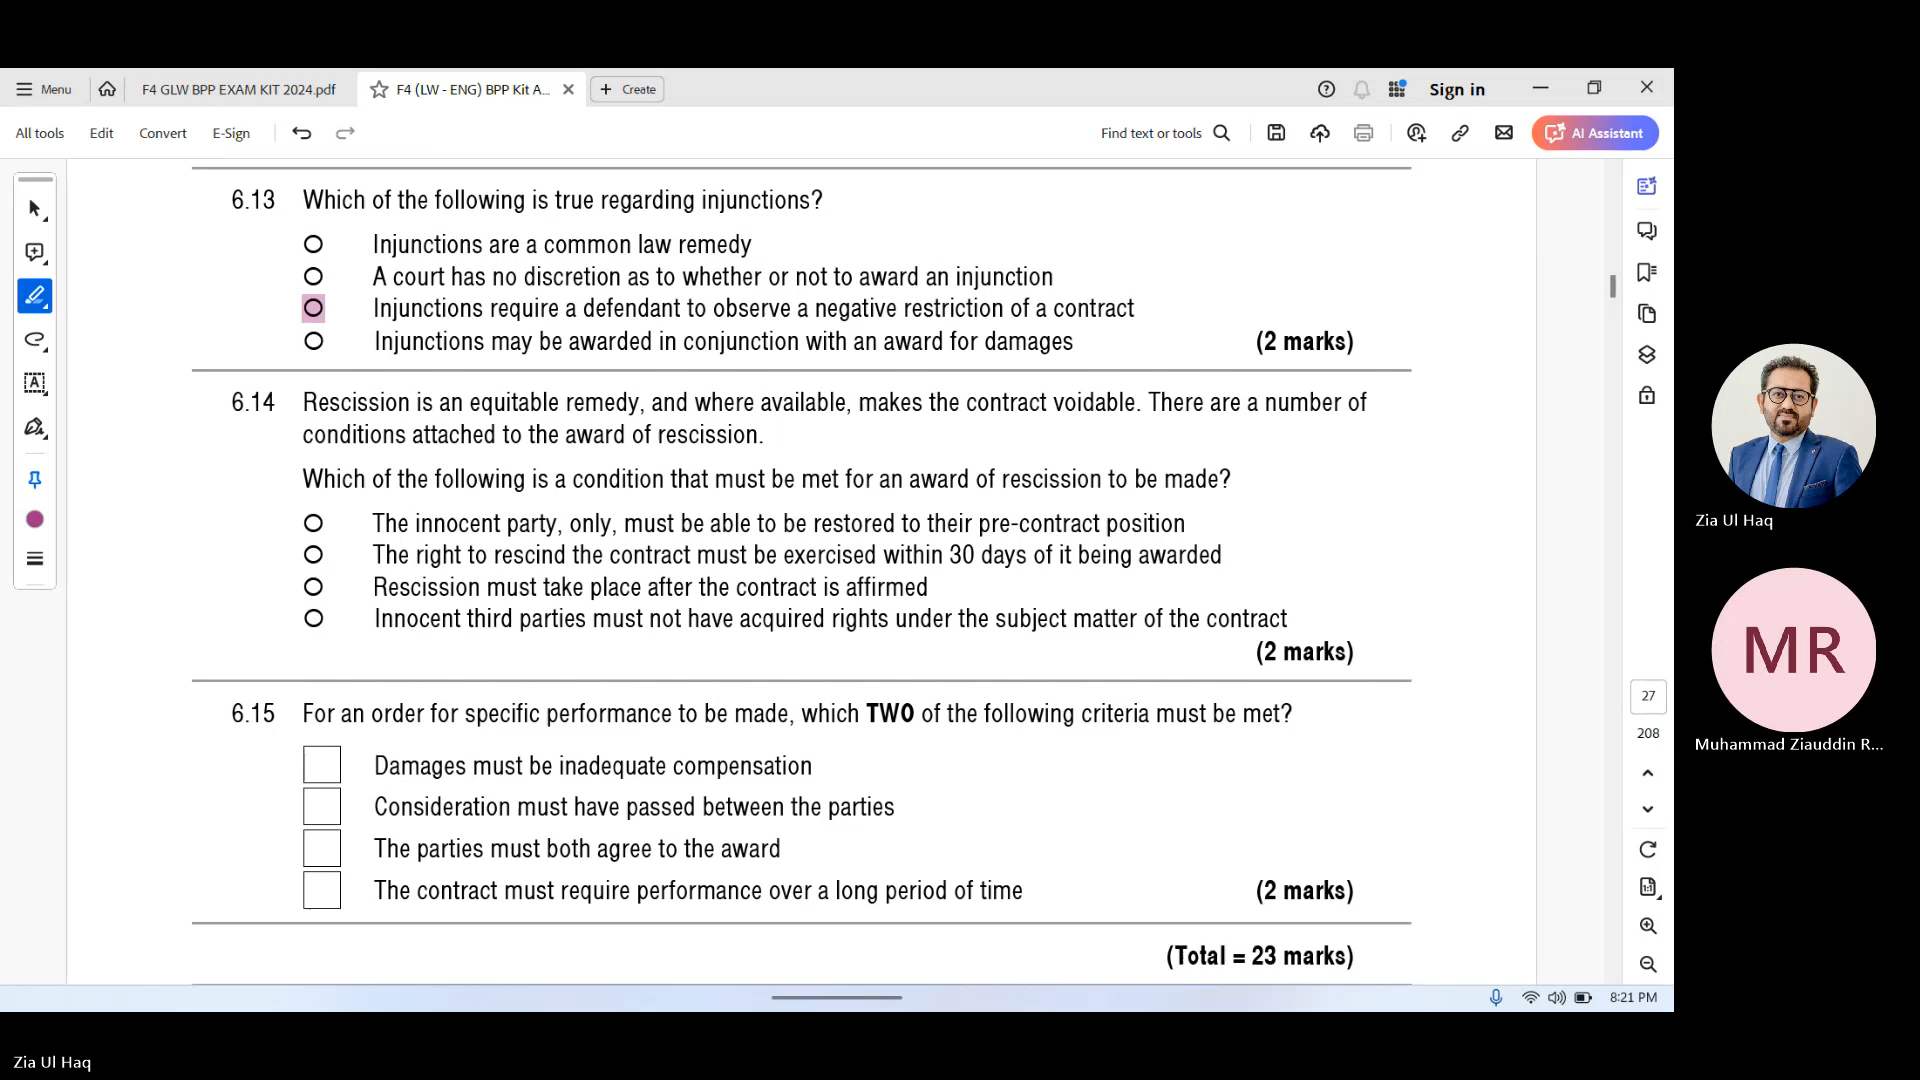 Menu
F4 GLW BPP EXAM KIT 2024.pdf
F4 (LW - ENG) BPP Kit A...
Create
Sign in
All tools
Edit
Convert
E-Sign
Find text or tools
AI Assistant
6.13 Which of the following is true regarding injunctions?
Injunctions are a common law remedy
A court has no discretion as to whether or not to award an injunction
Injunctions require a defendant to observe a negative restriction of a contract
Injunctions may be awarded in conjunction with an award for damages (2 marks)
6.14 Rescission is an equitable remedy, and where available, makes the contract voidable. There are a number of
conditions attached to the award of rescission.
Which of the following is a condition that must be met for an award of rescission to be made?
The innocent party, only, must be able to be restored to their pre-contract position
The right to rescind the contract must be exercised within 30 days of it being awarded
Rescission must take place after the contract is affirmed
Innocent third parties must not have acquired rights under the subject matter of the contract
(2 marks)
6.15 For an order for specific performance to be made, which TWO of the following criteria must be met?
Damages must be inadequate compensation
Consideration must have passed between the parties
The parties must both agree to the award
The contract must require performance over a long period of time (2 marks)
(Total = 23 marks)
27
208
8:21 PM
Zia Ul Haq
MR
Muhammad Ziauddin R...
Zia Ul Haq